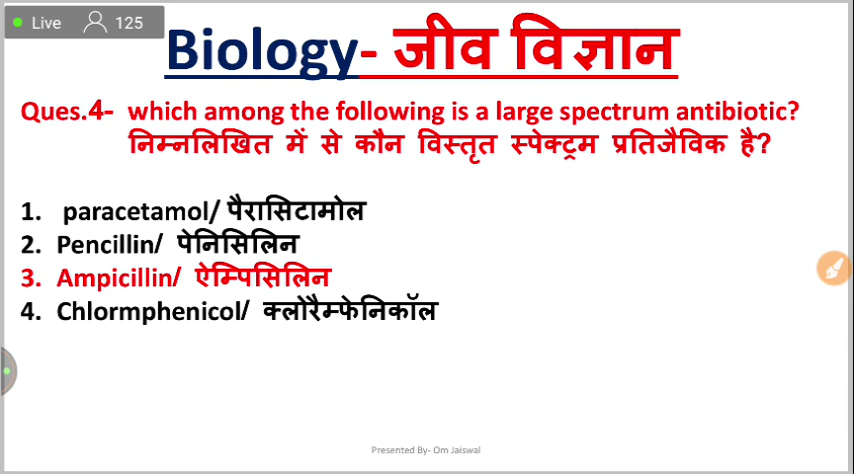 Live 125
Biology- जीव विज्ञान
Ques.4- which among the following is a large spectrum antibiotic?
निम्नलिखित में से कौन विस्तृत स्पेक्ट्रम प्रतिजैविक है?
1. paracetamol/ पैरासिटामोल
2. Pencillin/ पेनिसिलिन
3. Ampicillin/ ऐम्पिसिलिन
4. Chlormphenicol/ क्लोरैम्फेनिकॉल
Presented By- Om Jaiswal